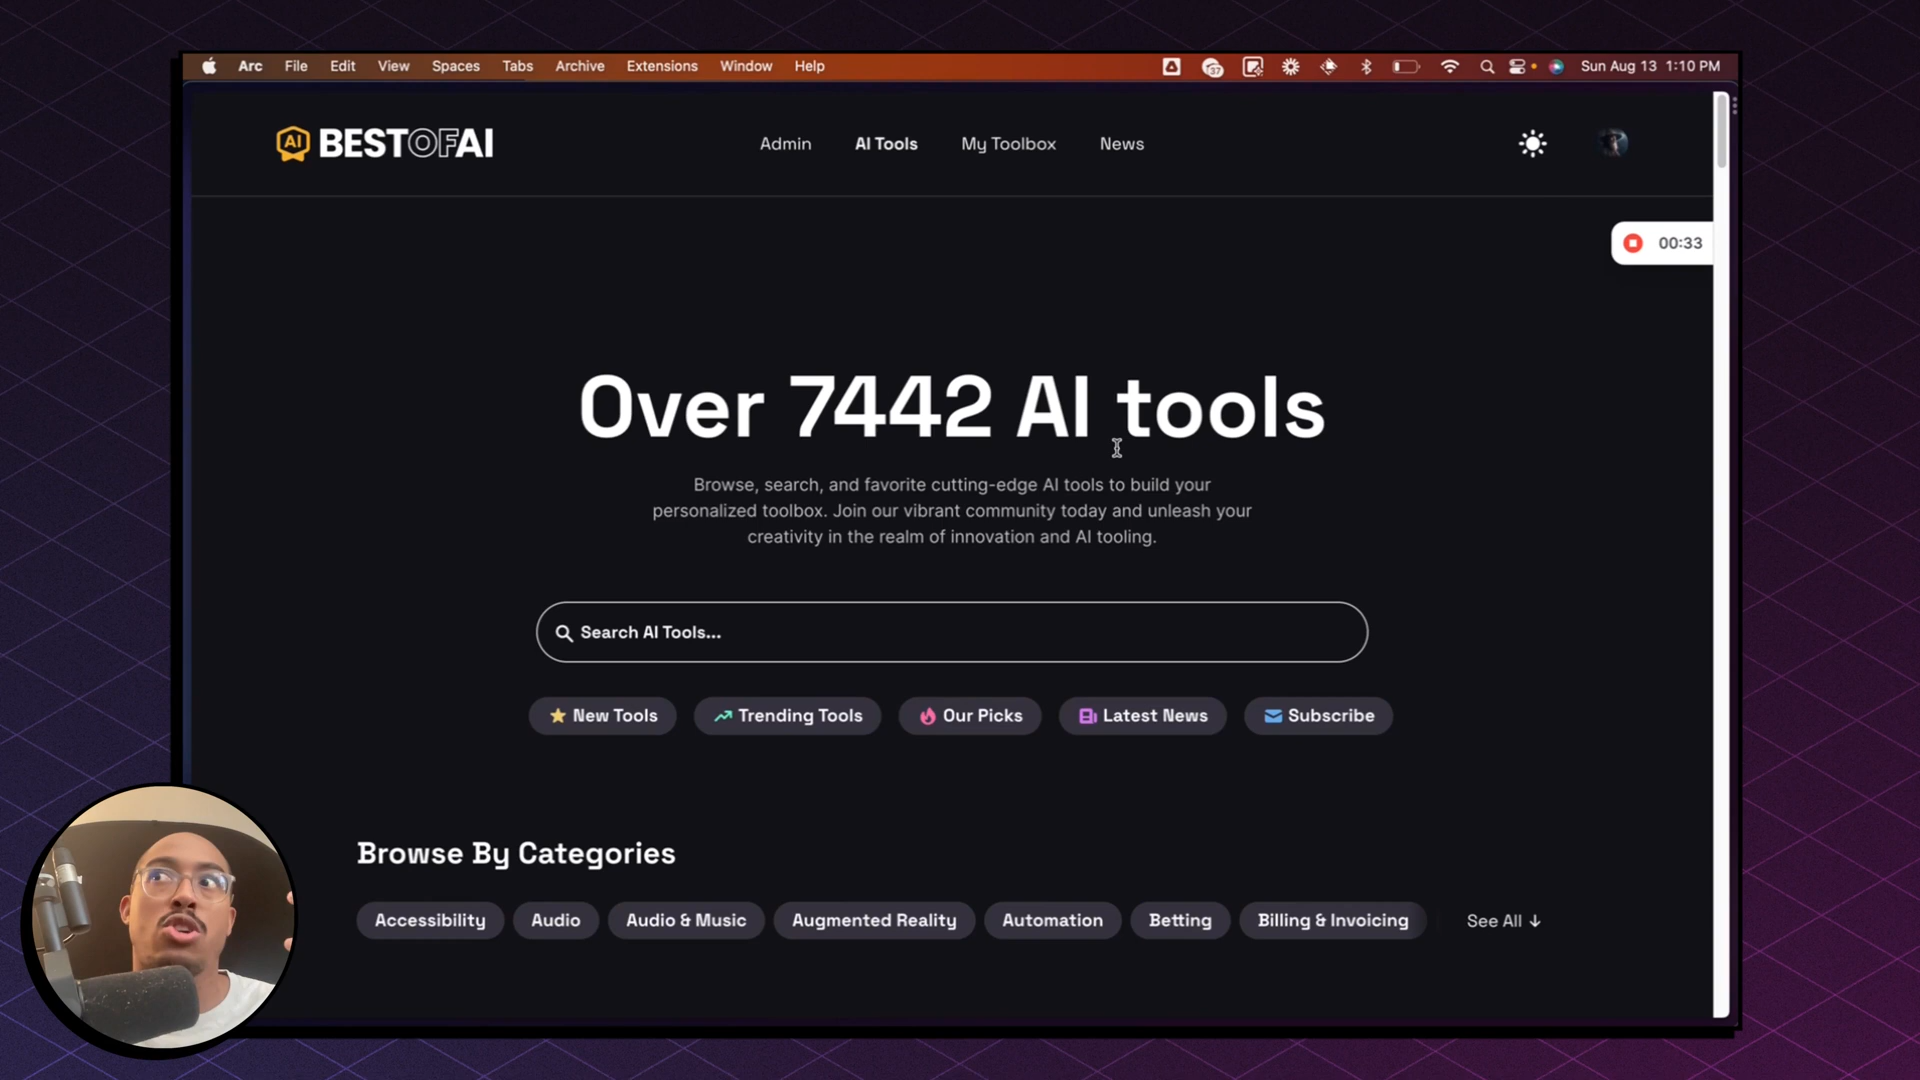 Arc File Edit View Spaces Tabs Archive Extensions Window Help 37 Sun Aug 13 1:10 PM
AI BESTOFAI Admin AI Tools My Toolbox News
00:33
Over 7442 AI tools
Browse, search, and favorite cutting-edge AI tools to build your
personalized toolbox. Join our vibrant community today and unleash your
creativity in the realm of innovation and AI tooling.
Search AI Tools...
New Tools Trending Tools Our Picks Latest News Subscribe
Browse By Categories
Accessibility Audio Audio & Music Augmented Reality Automation Betting Billing & Invoicing See All ↓